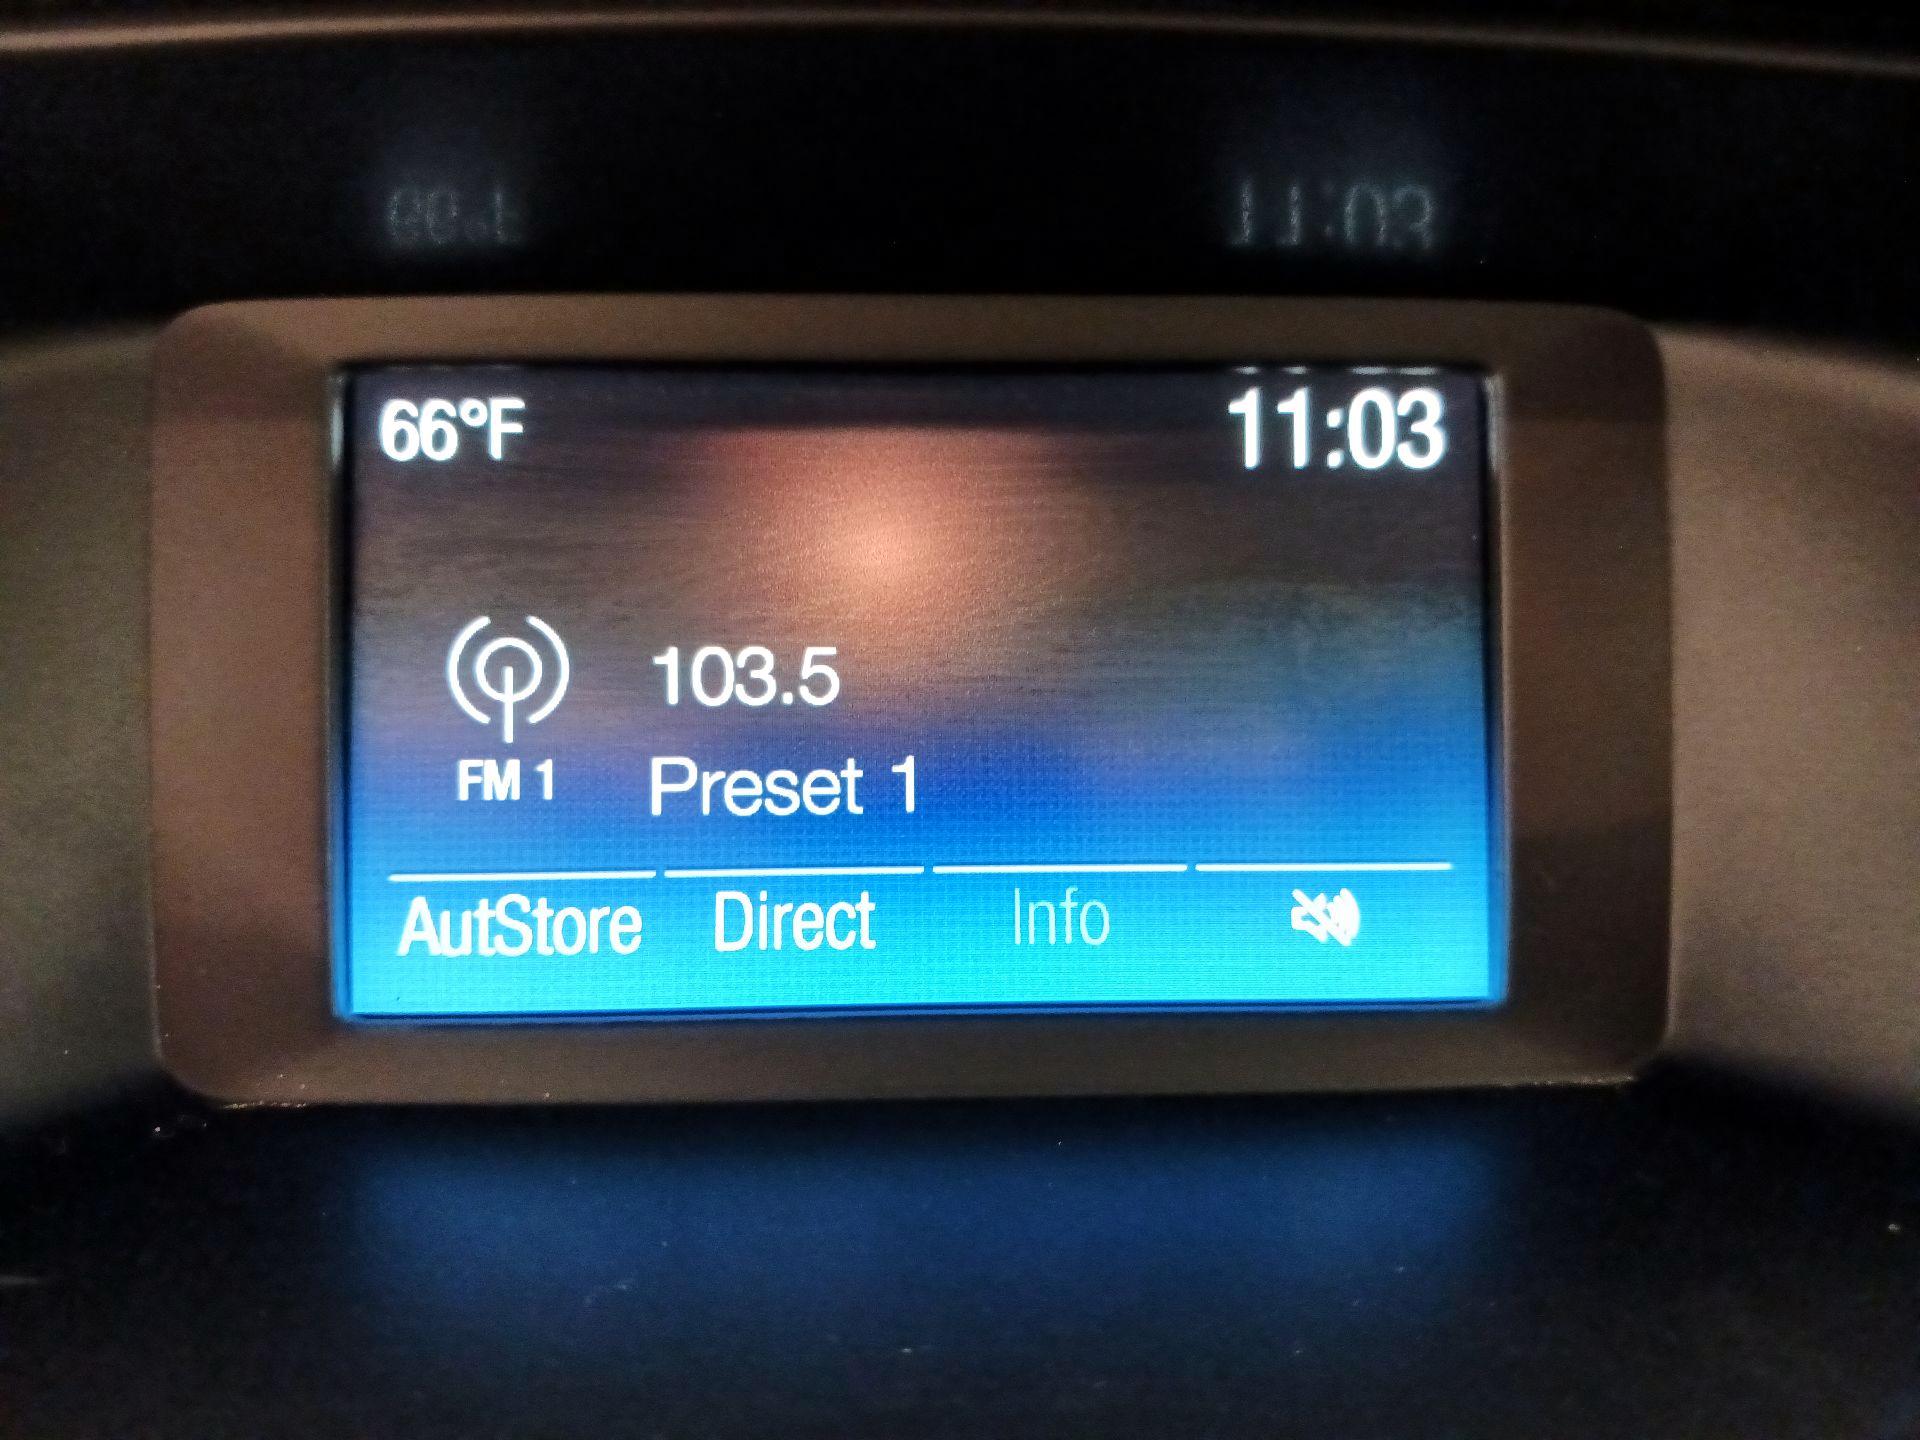 66°F 11:03
103.5
FM 1 Preset 1
AutStore Direct Info